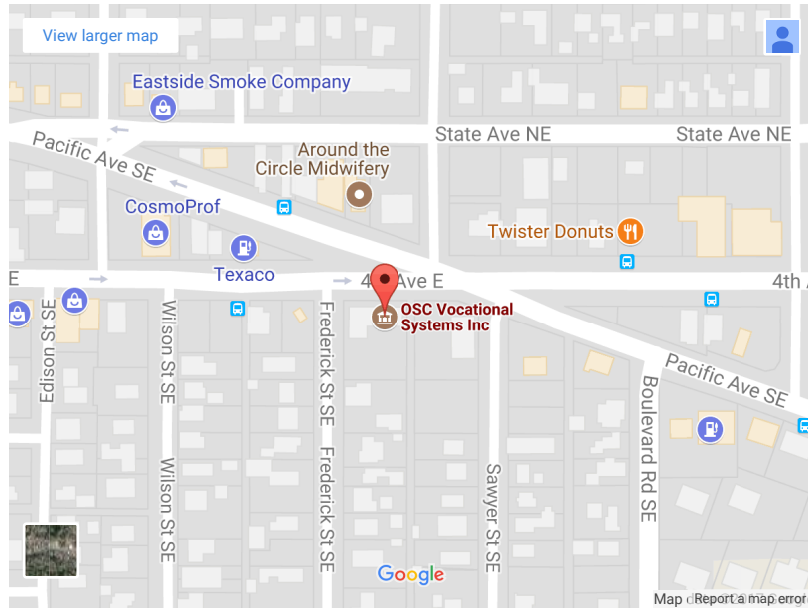 View larger map
Eastside Smoke Company
State Ave NE
State Ave NE
Pacific Ave SE
Around the
Circle Midwifery
CosmoProf
Twister Donuts
Texaco
E
4th Ave E
4th A
OSC Vocational
Systems Inc
Edison St SE
Wilson St SE
Frederick St SE
Pacific Ave SE
Boulevard Rd SE
Wilson St SE
Frederick St SE
Sawyer St SE
Google
Map
Report a map error